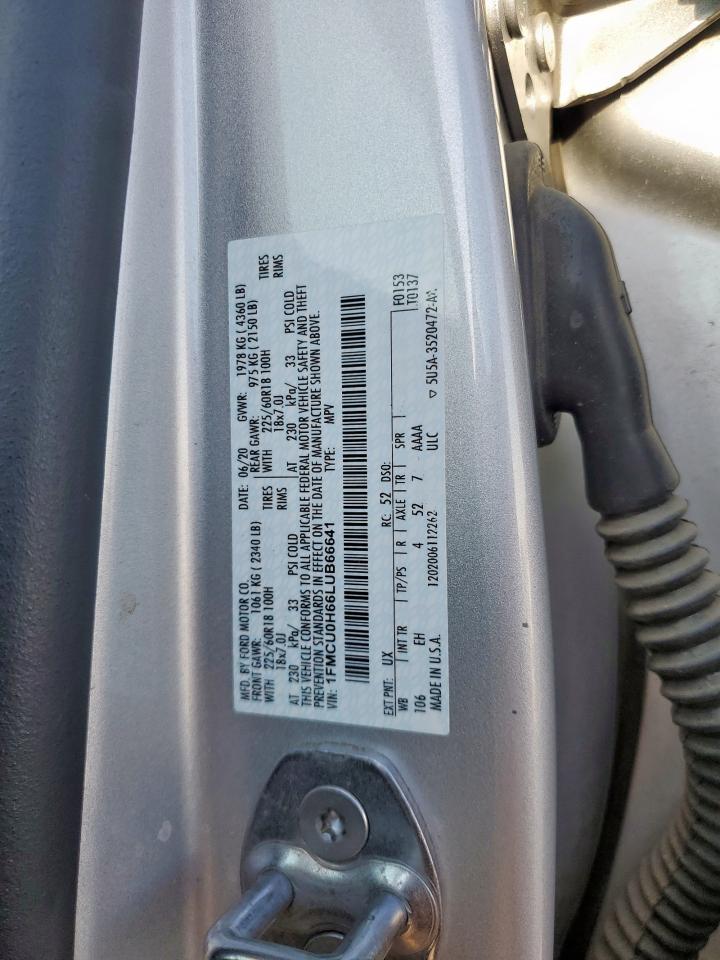 MFD. BY FORD MOTOR CO. DATE: 06/20 GVWR: 1978 KG ( 4360 LB)
FRONT GAWR: 1061 KG ( 2340 LB) REAR GAWR: 975 KG ( 2150 LB)
WITH 225/60R18 100H TIRES WITH 225/60R18 100H TIRES
18x7.0J RIMS 18x7.0J RIMS
AT 230 kPa/ 33 PSI COLD AT 230 kPa/ 33 PSI COLD
THIS VEHICLE CONFORMS TO ALL APPLICABLE FEDERAL MOTOR VEHICLE SAFETY AND THEFT
PREVENTION STANDARDS IN EFFECT ON THE DATE OF MANUFACTURE SHOWN ABOVE.
VIN: 1FMCU0H66LUB66641 TYPE: MPV
EXT PNT: UX RC: 52 DSO: F0153
WB INT TR TP/PS R AXLE TR SPR T0137
106 EH 4 52 7 AAAA
MADE IN U.S.A. 1202006112262 ULC ▽ 5U5A-3520472-